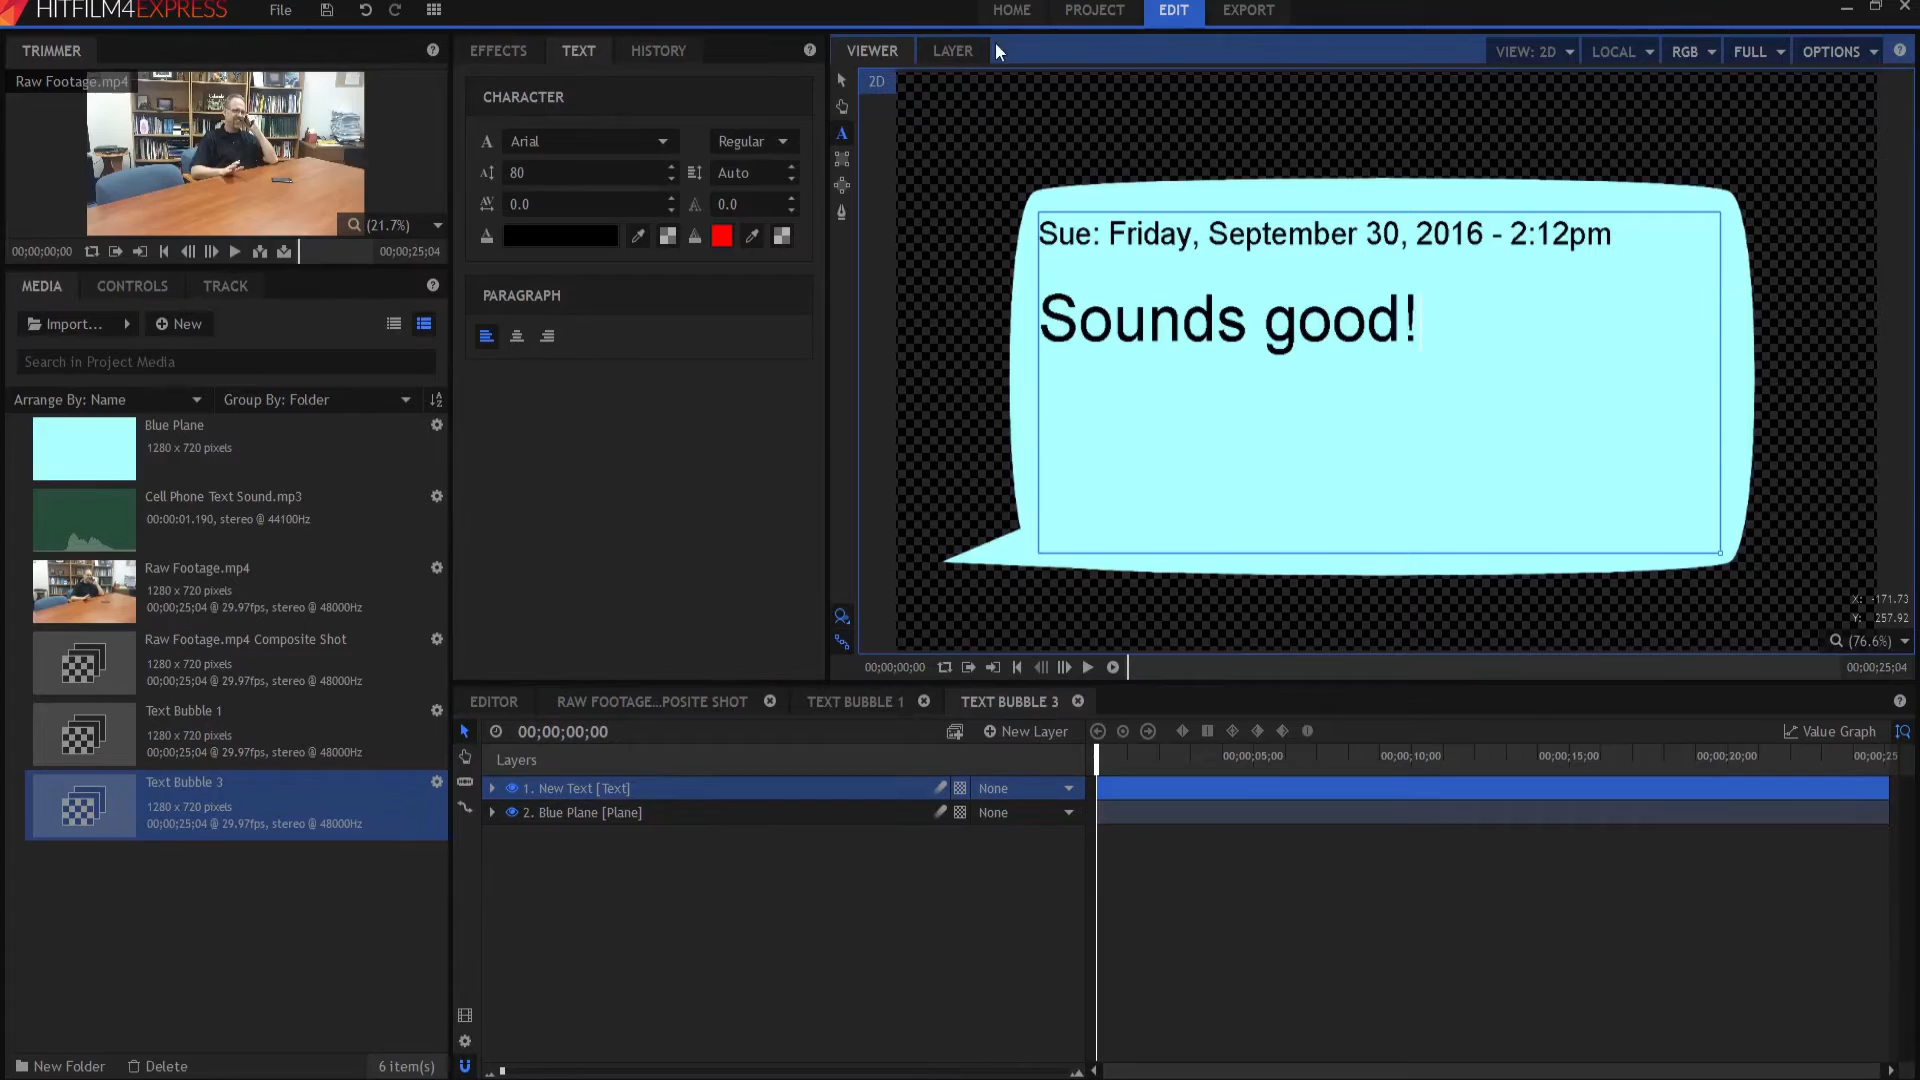 HITFILM4EXPRESS
File
HOME
PROJECT
EDIT
EXPORT
TRIMMER
Raw Footage.mp4
(21.7%)
00;00;00;00
00;00;25;04
MEDIA
CONTROLS
TRACK
Import...
New
Search in Project Media
Arrange By: Name
Group By: Folder
Blue Plane
1280 x 720 pixels
Cell Phone Text Sound.mp3
00:00:01.190, stereo @ 44100Hz
Raw Footage.mp4
1280 x 720 pixels
00;00;25;04 @ 29.97fps, stereo @ 48000Hz
Raw Footage.mp4 Composite Shot
1280 x 720 pixels
00;00;25;04 @ 29.97fps, stereo @ 48000Hz
Text Bubble 1
1280 x 720 pixels
00;00;25;04 @ 29.97fps, stereo @ 48000Hz
Text Bubble 3
1280 x 720 pixels
00;00;25;04 @ 29.97fps, stereo @ 48000Hz
New Folder
Delete
6 item(s)
EFFECTS
TEXT
HISTORY
CHARACTER
Arial
Regular
80
Auto
0.0
0.0
PARAGRAPH
VIEWER
LAYER
VIEW: 2D
LOCAL
RGB
FULL
OPTIONS
2D
Sue: Friday, September 30, 2016 - 2:12pm
Sounds good!
X: -171.73
Y: 257.92
(76.6%)
00;00;00;00
00;00;25;04
EDITOR
RAW FOOTAGE...POSITE SHOT
TEXT BUBBLE 1
TEXT BUBBLE 3
00;00;00;00
New Layer
Value Graph
Layers
00;00;05;00
00;00;10;00
00;00;15;00
00;00;20;00
00;00;25
1. New Text [Text]
None
2. Blue Plane [Plane]
None